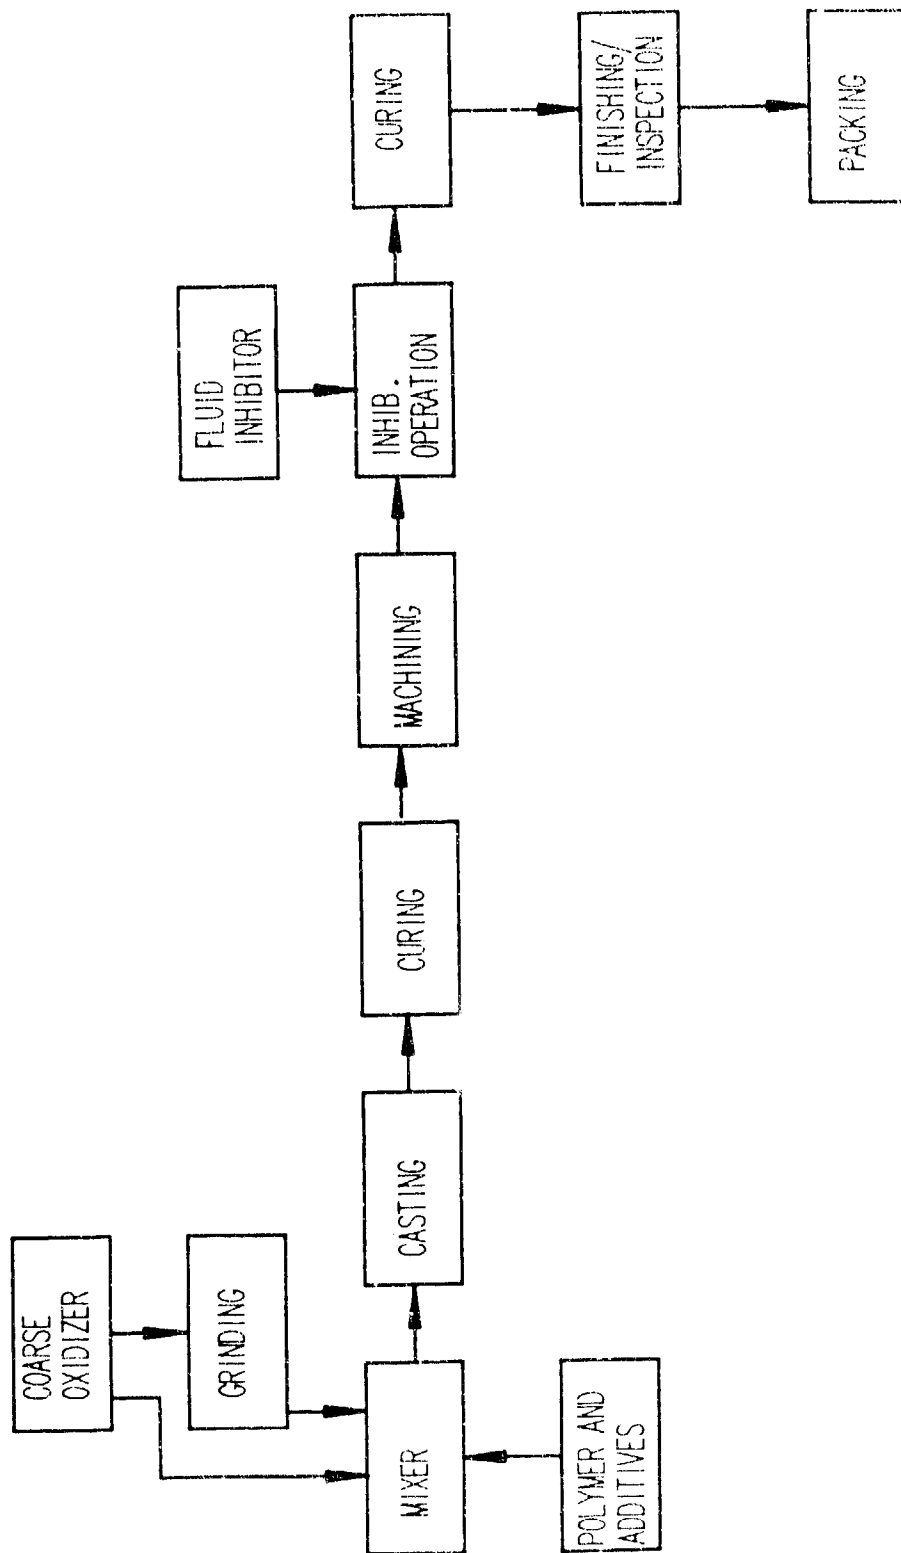 COARSE
OXIDIZER
GRINDING
MIXER
POLYMER AND
ADDITIVES
CASTING
CURING
MACHINING
FLUID
INHIBITOR
INHIB.
OPERATION
CURING
FINISHING/
INSPECTION
PACKING